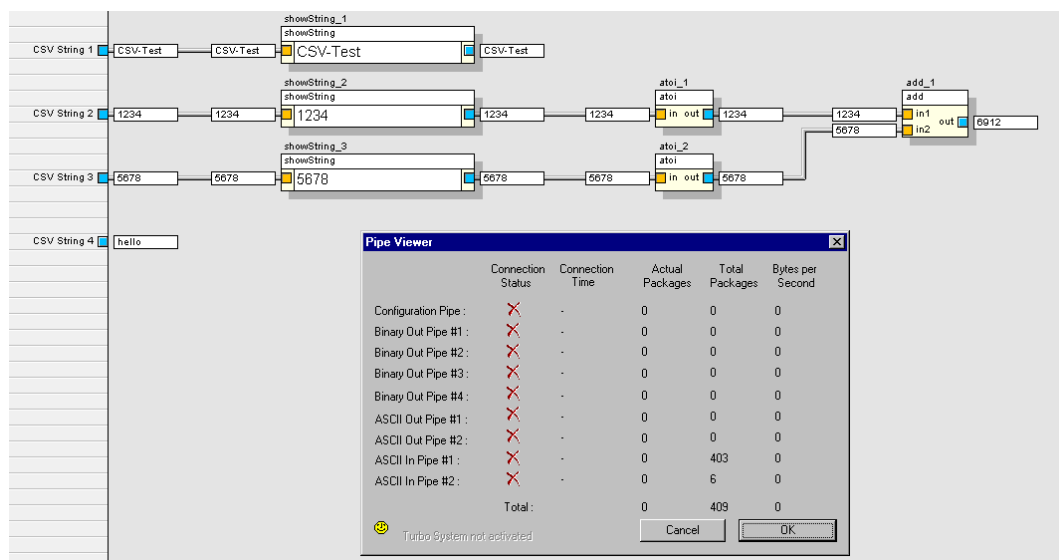 showString_1
showString
CSV String 1 CSV-Test CSV-Test CSV-Test CSV-Test
showString_2 atoi_1 add_1
showString atoi add
CSV String 2 1234 1234 1234 1234 1234 in out 1234 1234 in1 out 6912
5678 in2
showString_3 atoi_2
showString atoi
CSV String 3 5678 5678 5678 5678 5678 in out 5678
CSV String 4 hello
Pipe Viewer
Connection Status Connection Time Actual Packages Total Packages Bytes per Second
Configuration Pipe : - 0 0 0
Binary Out Pipe #1 : - 0 0 0
Binary Out Pipe #2 : - 0 0 0
Binary Out Pipe #3 : - 0 0 0
Binary Out Pipe #4 : - 0 0 0
ASCII Out Pipe #1 : - 0 0 0
ASCII Out Pipe #2 : - 0 0 0
ASCII In Pipe #1 : - 0 403 0
ASCII In Pipe #2 : - 0 6 0
Total : 0 409 0
Turbo System not activated Cancel OK